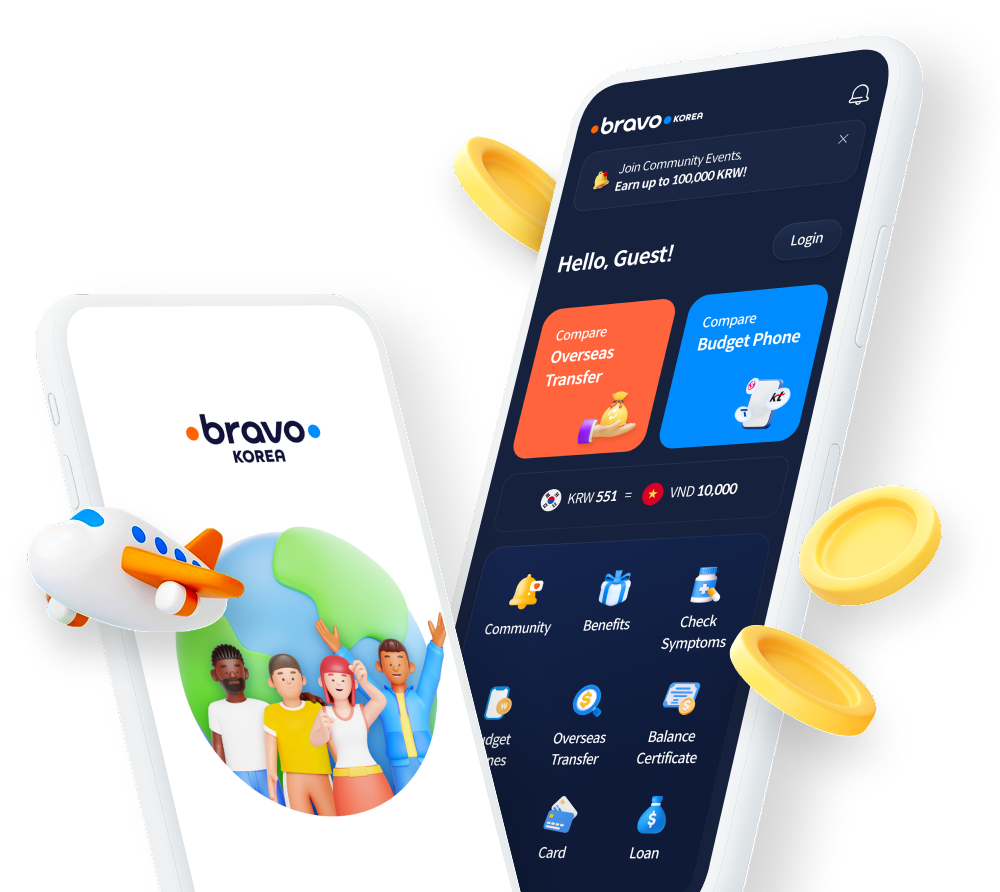 bravo KOREA
Join Community Events,
Earn up to 100,000 KRW!
Hello, Guest!
Login
Compare
Overseas
Transfer
Compare
Budget Phone
kt
KRW 551 = VND 10,000
Community
Benefits
Check
Symptoms
Overseas
Transfer
Balance
Certificate
Card
Loan
bravo
KOREA